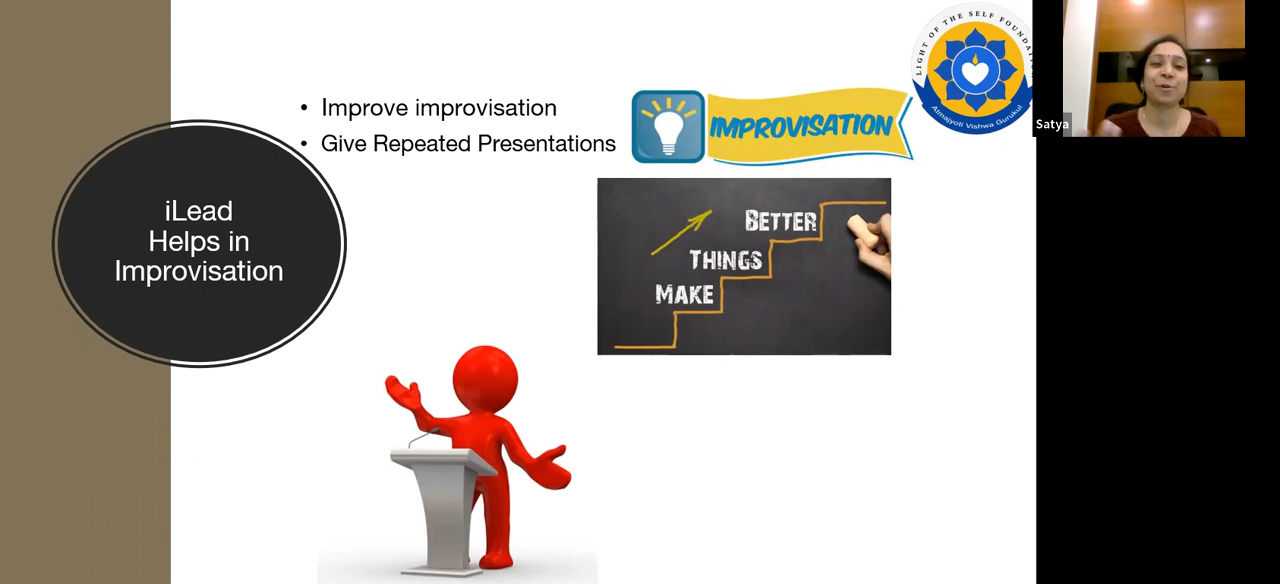 iLead
Helps in
Improvisation
• Improve improvisation
• Give Repeated Presentations
IMPROVISATION
BETTER
THINGS
MAKE
LIGHT OF THE SELF FOUNDATION
Atmajyoti Vishwa Gurukul
Satya